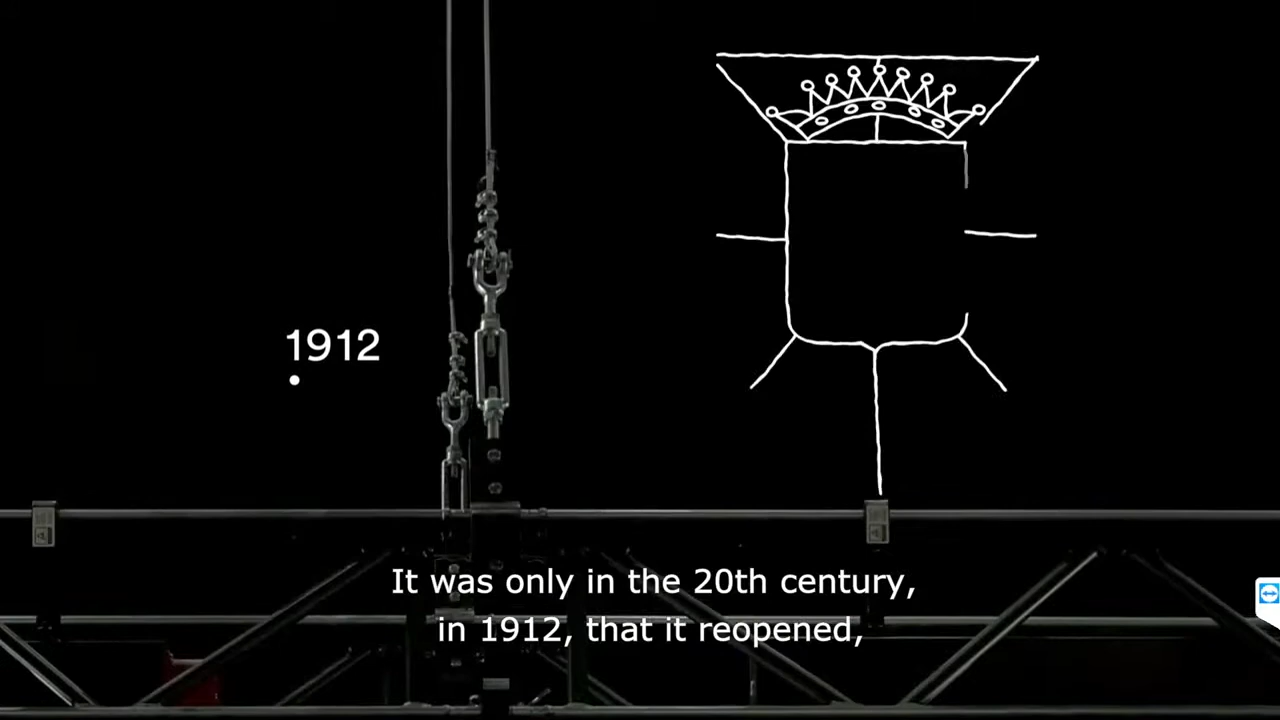 1912
It was only in the 20th century,
in 1912, that it reopened,